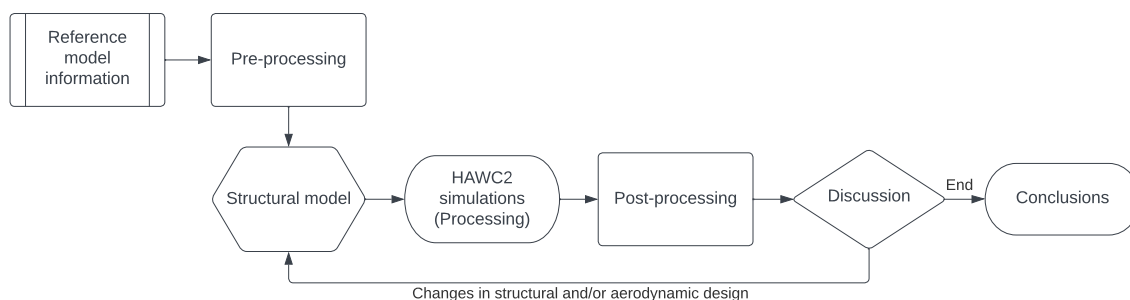 Reference
model
information
Pre-processing
Structural model
HAWC2
simulations
(Processing)
Post-processing
Discussion
End
Conclusions
Changes in structural and/or aerodynamic design